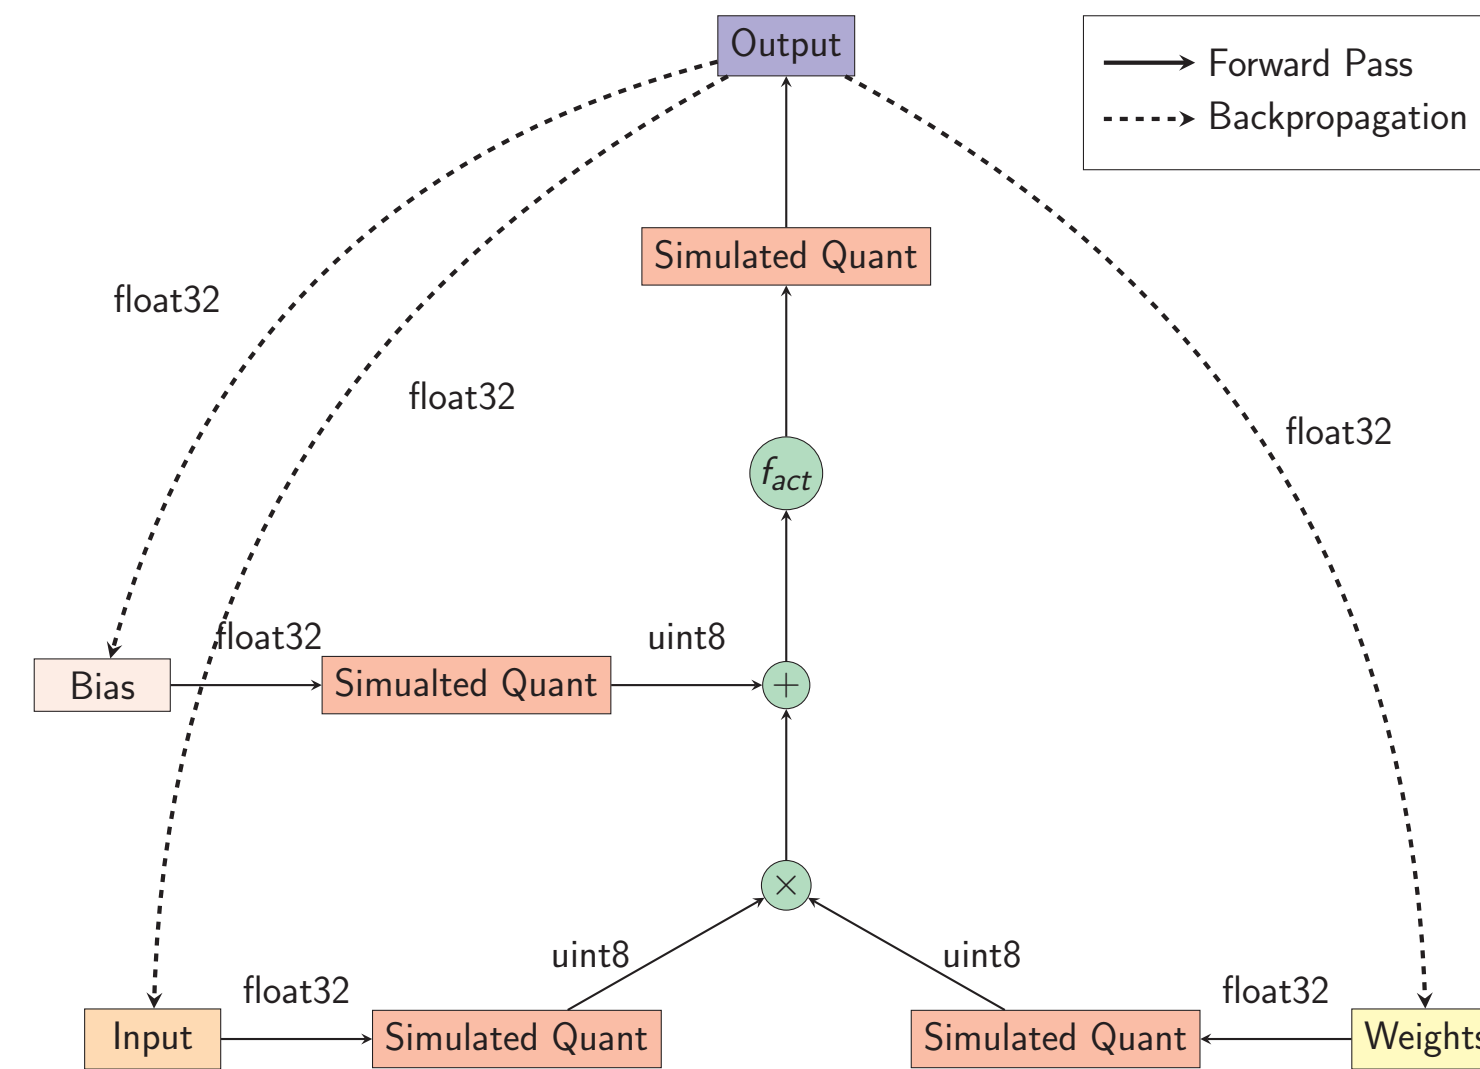 Output
Forward Pass
Backpropagation
Simulated Quant
float32
float32
float32
f_act
float32
uint8
Bias
Simualted Quant
+
×
uint8
uint8
float32
float32
Input
Simulated Quant
Simulated Quant
Weights